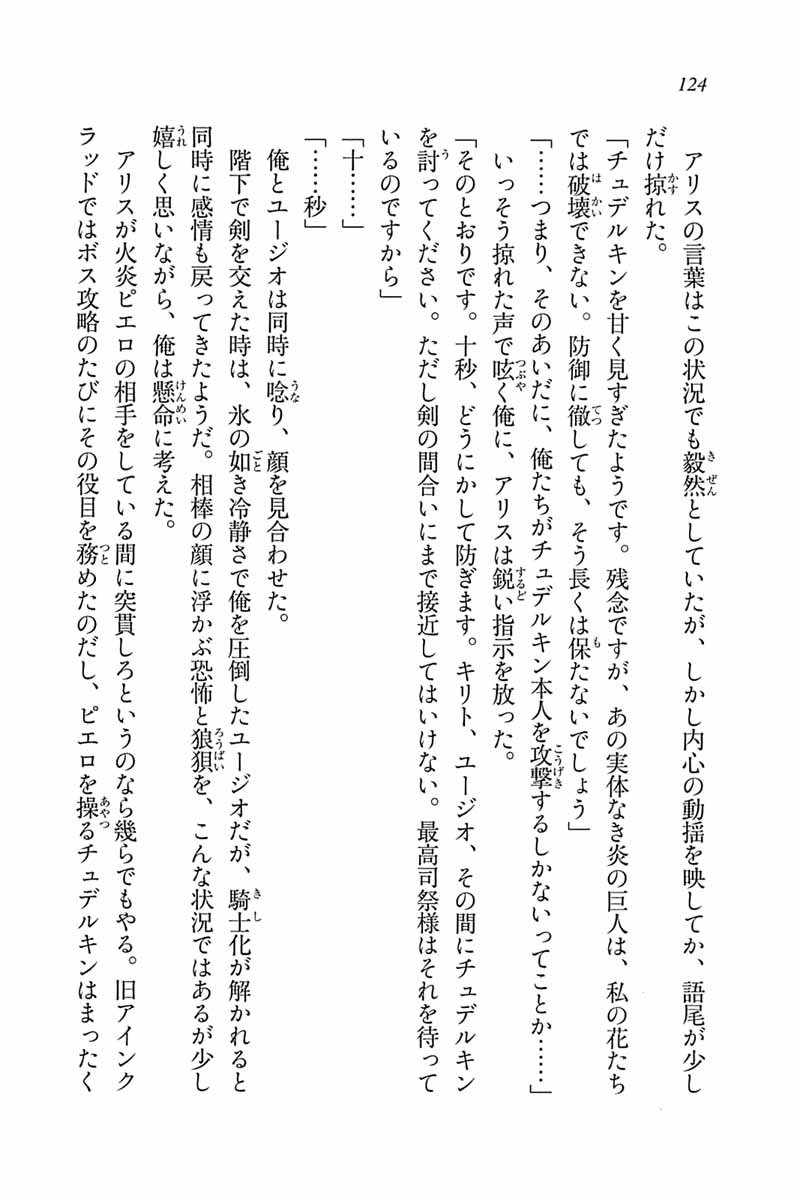 124
アリスの言葉はこの状況でも毅然としていたが、しかし内心の動揺を映してか、語尾が少し
だけ掠れた。
「チュデルキンを甘く見すぎたようです。残念ですが、あの実体なき炎の巨人は、私の花たち
では破壊できない。防御に徹しても、そう長くは保たないでしょう」
「……つまり、そのあいだに、俺たちがチュデルキン本人を攻撃するしかないってことか……」
いっそう掠れた声で呟く俺に、アリスは鋭い指示を放った。
「そのとおりです。十秒、どうにかして防ぎます。キリト、ユージオ、その間にチュデルキン
を討ってください。ただし剣の間合いにまで接近してはいけない。最高司祭様はそれを待って
いるのですから」
「十……」
「……秒」
俺とユージオは同時に唸り、顔を見合わせた。
階下で剣を交えた時は、氷の如き冷静さで俺を圧倒したユージオだが、騎士化が解かれると
同時に感情も戻ってきたようだ。相棒の顔に浮かぶ恐怖と狼狽を、こんな状況ではあるが少し
嬉しく思いながら、俺は懸命に考えた。
アリスが火炎ピエロの相手をしている間に突貫しろというのなら幾らでもやる。旧アインク
ラッドではボス攻略のたびにその役目を務めたのだし、ピエロを操るチュデルキンはまったく